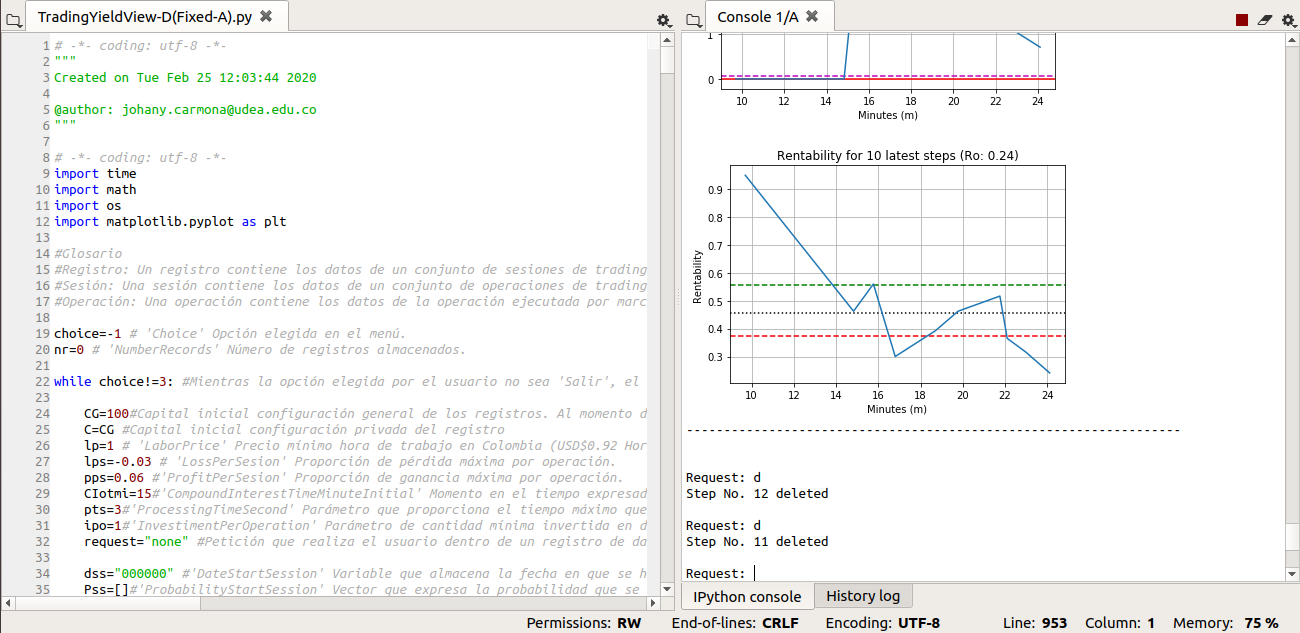 TradingYieldView-D(Fixed-A).py
1 # -*- coding: utf-8 -*-
2 """
3 Created on Tue Feb 25 12:03:44 2020
4
5 @author: johany.carmona@udea.edu.co
6 """
7
8 # -*- coding: utf-8 -*-
9 import time
10 import math
11 import os
12 import matplotlib.pyplot as plt
13
14 #Glosario
15 #Registro: Un registro contiene los datos de un conjunto de sesiones de trading
16 #Sesión: Una sesión contiene los datos de un conjunto de operaciones de trading
17 #Operación: Una operación contiene los datos de la operación ejecutada por marc
18
19 choice=-1 # 'Choice' Opción elegida en el menú.
20 nr=0 # 'NumberRecords' Número de registros almacenados.
21
22 while choice!=3: #Mientras la opción elegida por el usuario no sea 'Salir', el
23
24 CG=100#Capital inicial configuración general de los registros. Al momento d
25 C=CG #Capital inicial configuración privada del registro
26 lp=1 # 'LaborPrice' Precio mínimo hora de trabajo en Colombia (USD$0.92 Hor
27 lps=-0.03 # 'LossPerSesion' Proporción de pérdida máxima por operación.
28 pps=0.06 #'ProfitPerSesion' Proporción de ganancia máxima por operación.
29 CIotmi=15#'CompoundInterestTimeMinuteInitial' Momento en el tiempo expresad
30 pts=3#'ProcessingTimeSecond' Parámetro que proporciona el tiempo máximo que
31 ipo=1#'InvestimentPerOperation' Parámetro de cantidad mínima invertida en d
32 request="none" #Petición que realiza el usuario dentro de un registro de da
33
34 dss="000000" #'DateStartSession' Variable que almacena la fecha en que se h
35 Pss=[]#'ProbabilityStartSession' Vector que expresa la probabilidad que se
Console 1/A
1
0
10 12 14 16 18 20 22 24
Minutes (m)
Rentability for 10 latest steps (Ro: 0.24)
0.9
0.8
0.7
0.6
0.5
0.4
0.3
Rentability
10 12 14 16 18 20 22 24
Minutes (m)
------------------------------------------------------------------
Request: d
Step No. 12 deleted
Request: d
Step No. 11 deleted
Request:
IPython console
History log
Permissions: RW End-of-lines: CRLF Encoding: UTF-8 Line: 953 Column: 1 Memory: 75 %